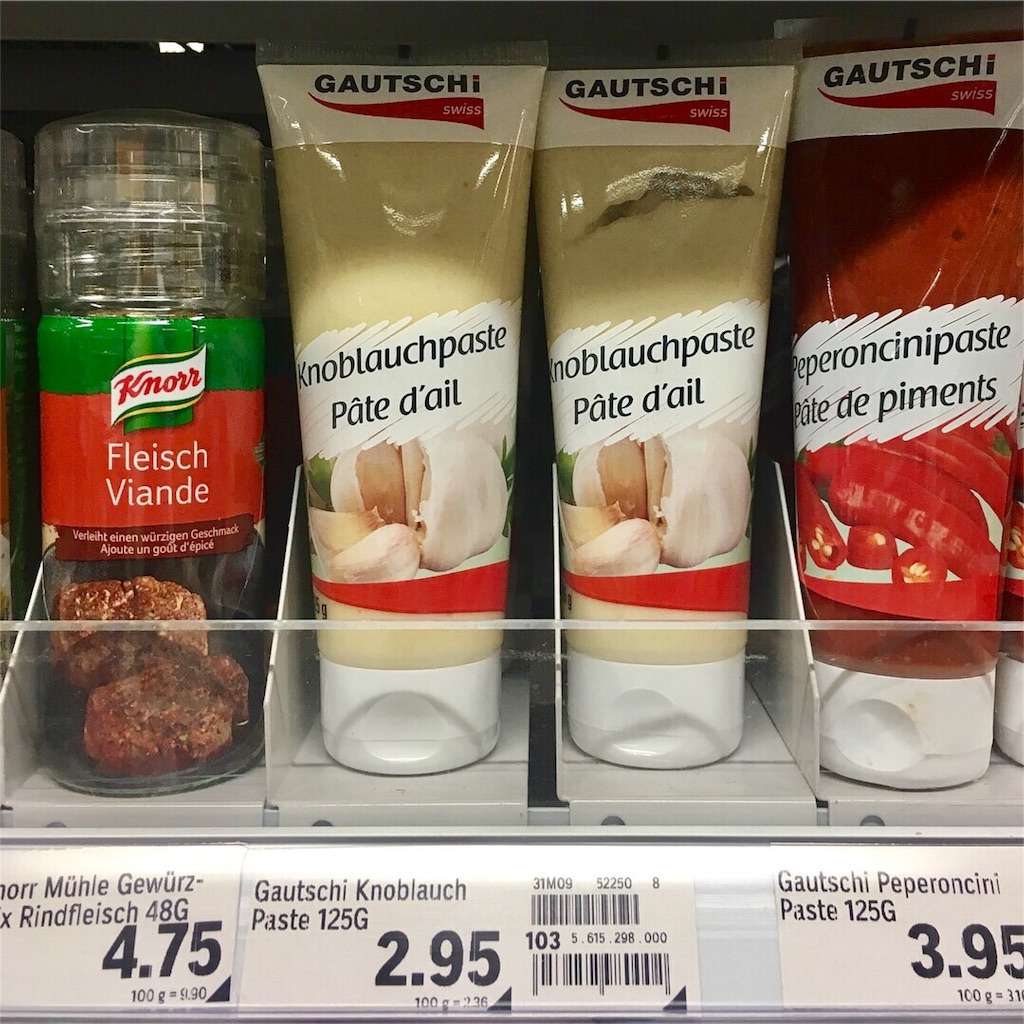 GAUTSCHi
swiss
GAUTSCHi
swiss
GAUTSCHi
swiss
Knorr
Fleisch
Viande
Verleiht einen würzigen Geschmack
Ajoute un goût d'épicé
Knoblauchpaste
Pâte d'ail
Knoblauchpaste
Pâte d'ail
Peperoncinipaste
Pâte de piments
norr Mühle Gewürz-
x Rindfleisch 48G
4.75
100 g = 9.90
Gautschi Knoblauch
Paste 125G
2.95
100 g = 2.36
31M09 52250 8
103 5.615.298.000
Gautschi Peperoncini
Paste 125G
3.95
100 g = 3.16